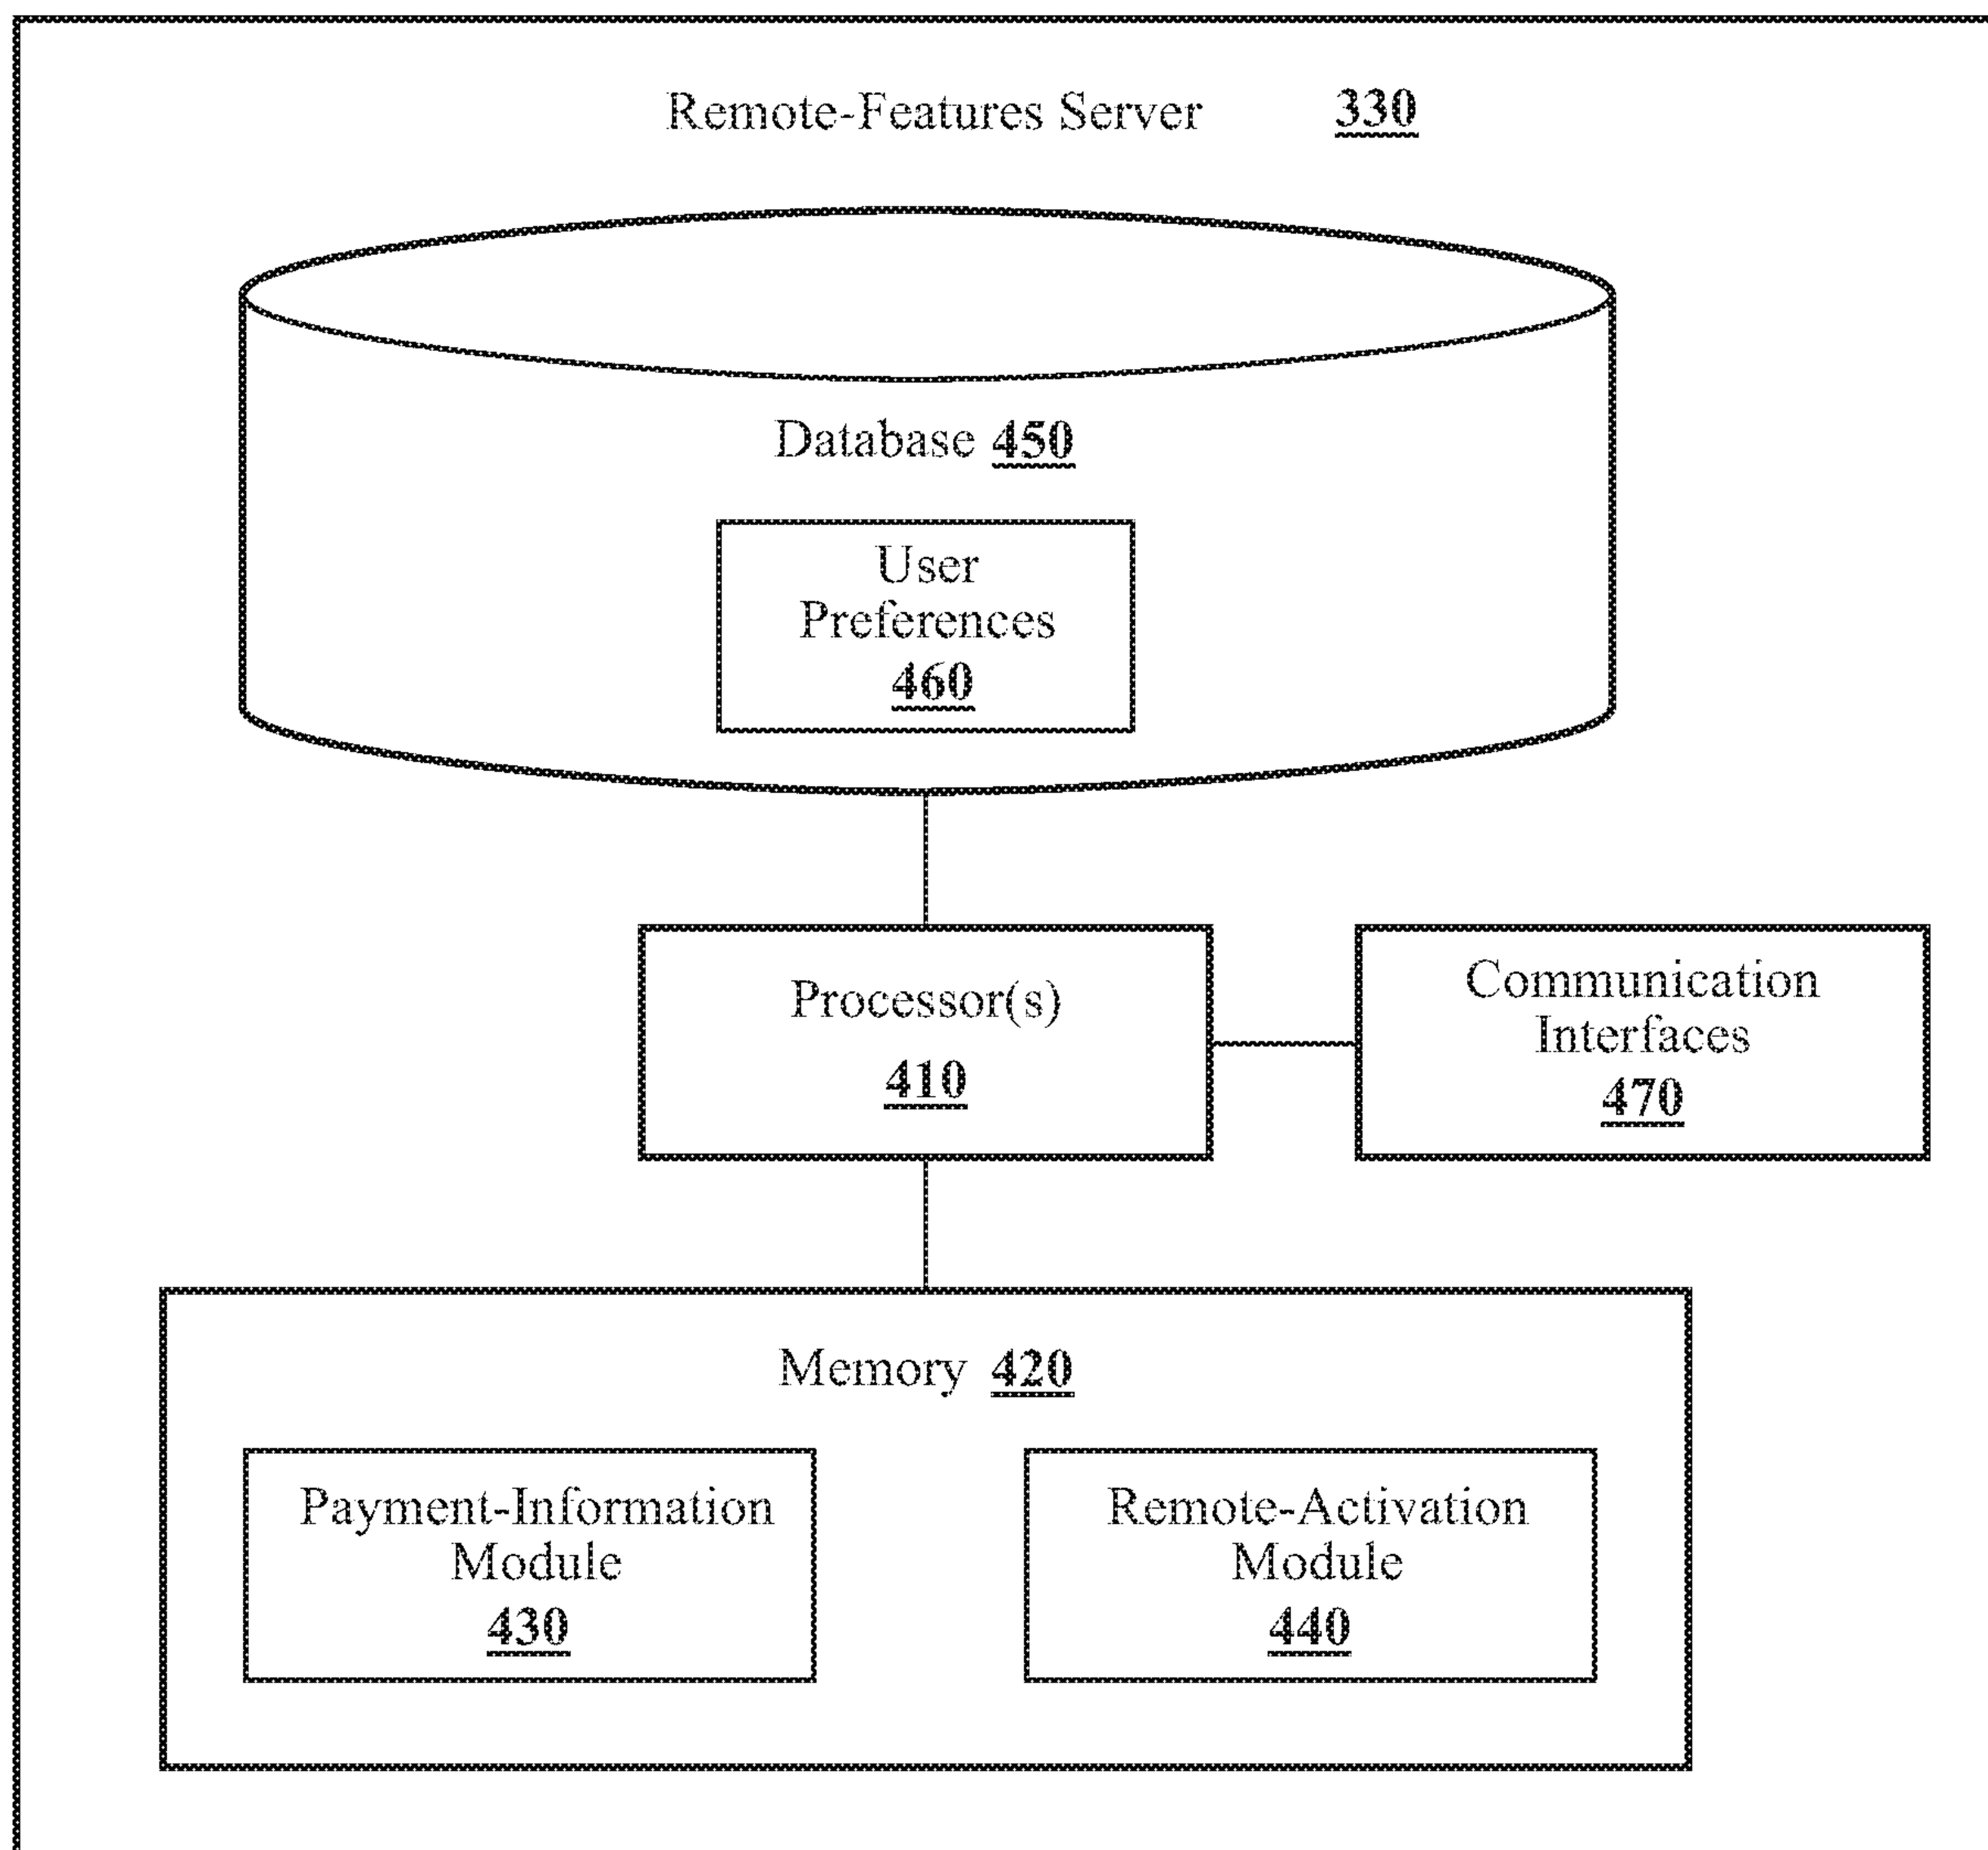 Remote-Features Server 330
Database 450
User
Preferences
460
Processor(s)
410
Communication
Interfaces
470
Memory 420
Payment-Information
Module
430
Remote-Activation
Module
440